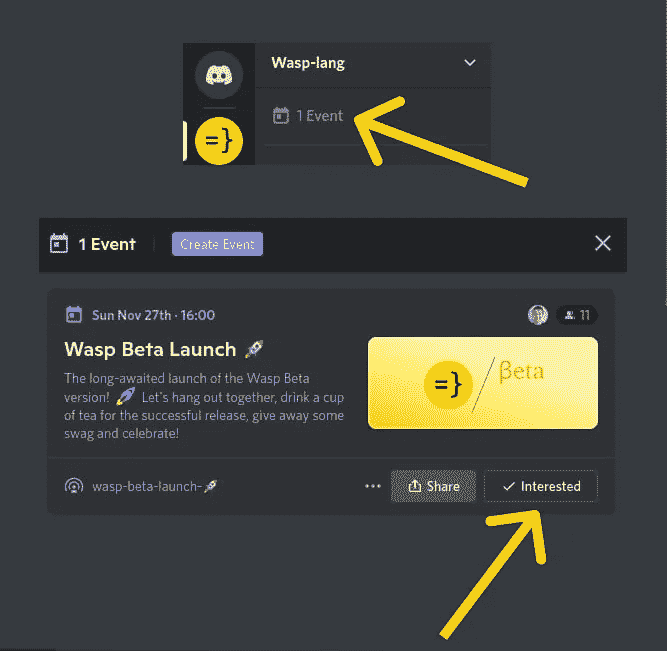 Wasp-lang
1 Event
=}
1 Event
Create Event
Sun Nov 27th · 16:00
11
Wasp Beta Launch 🚀
The long-awaited launch of the Wasp Beta
version! 🚀 Let's hang out together, drink a cup
of tea for the successful release, give away some
swag and celebrate!
=} / βeta
wasp-beta-launch-🚀
Share
Interested